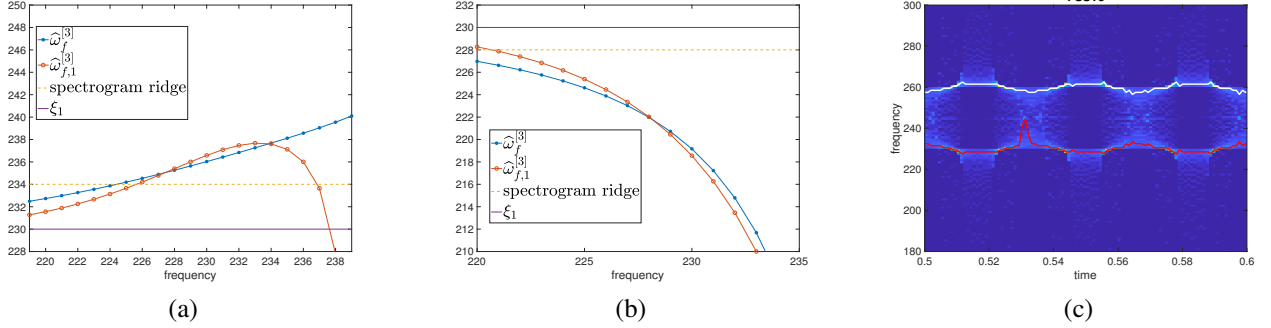 250
248
246
244
242
240
238
236
234
232
230
228
220 222 224 226 228 230 232 234 236 238
frequency
ω̂_f^[3]
ω̂_{f,1}^[3]
spectrogram ridge
ξ₁
(a)
232
230
228
226
224
222
220
218
216
214
212
210
220 225 230 235
frequency
ω̂_f^[3]
ω̂_{f,1}^[3]
spectrogram ridge
ξ₁
(b)
300
280
260
240
220
200
180
frequency
0.5 0.52 0.54 0.56 0.58 0.6
time
(c)